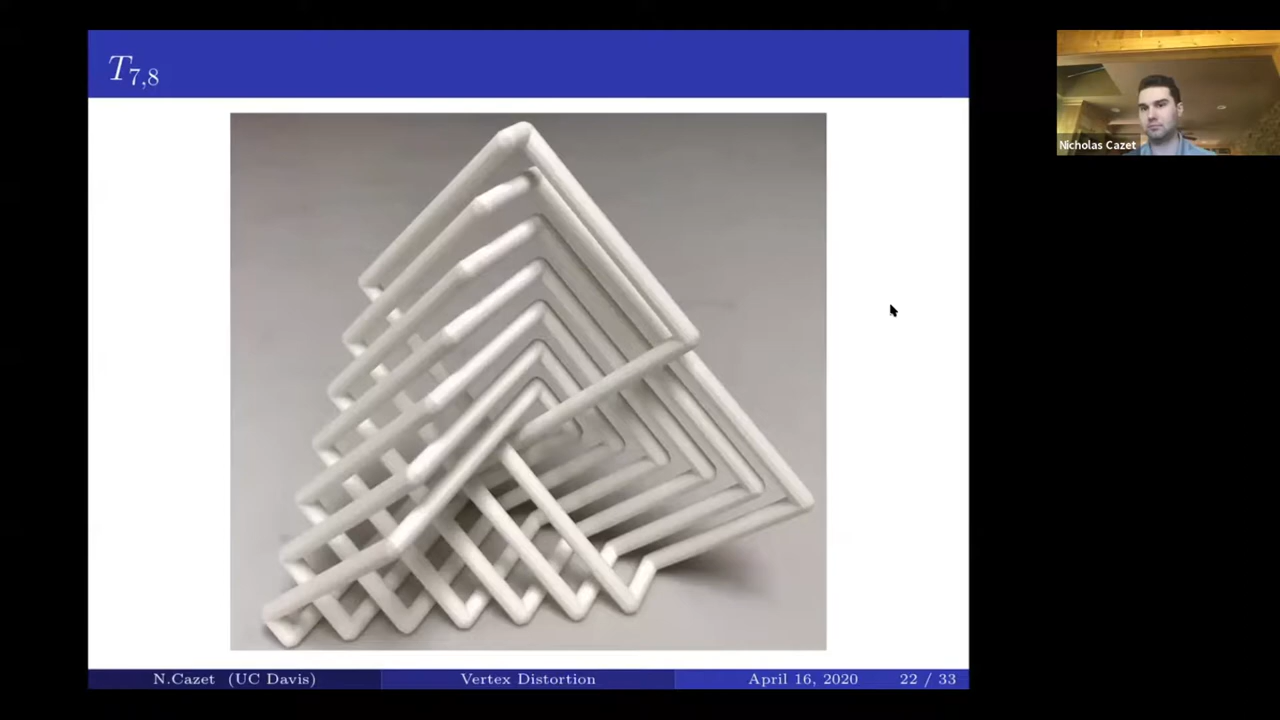 T7,8
Nicholas Cazet
N.Cazet (UC Davis) Vertex Distortion April 16, 2020 22 / 33